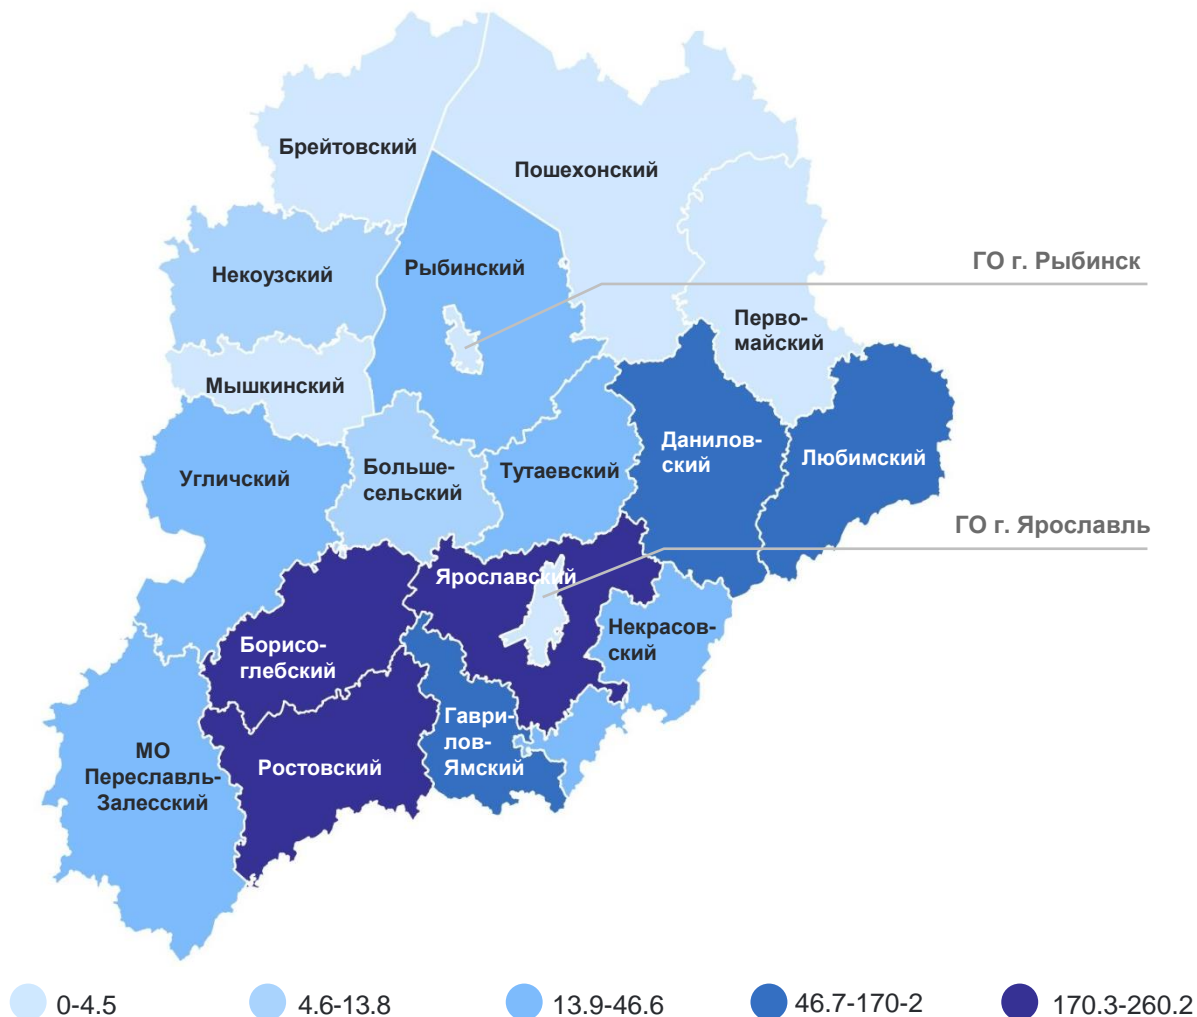 Брейтовский
Пошехонский
ГО г. Рыбинск
Некоузский
Рыбинский
Перво-
майский
Мышкинский
Данилов-
ский
Любимский
Угличский
Больше-
сельский
Тутаевский
ГО г. Ярославль
Ярославский
Борисо-
глебский
Некрасов-
ский
Гаври-
лов-
Ямский
Ростовский
МО
Переславль-
Залесский
0-4.5
4.6-13.8
13.9-46.6
46.7-170-2
170.3-260.2